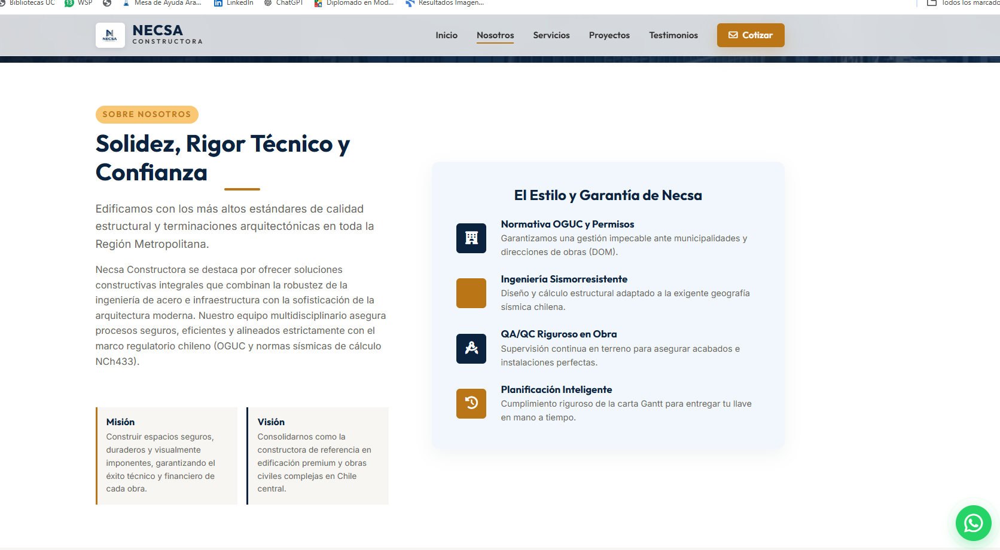 Bibliotecas UC
13
WSP
Mesa de Ayuda Ara...
LinkedIn
ChatGPT
Diplomado en Mod...
Resultados Imagen...
Todos los marcado
NECSA
NECSA
CONSTRUCTORA
Inicio
Nosotros
Servicios
Proyectos
Testimonios
Cotizar
SOBRE NOSOTROS
Solidez, Rigor Técnico y
Confianza
Edificamos con los más altos estándares de calidad
estructural y terminaciones arquitectónicas en toda la
Región Metropolitana.
Necsa Constructora se destaca por ofrecer soluciones
constructivas integrales que combinan la robustez de la
ingeniería de acero e infraestructura con la sofisticación de la
arquitectura moderna. Nuestro equipo multidisciplinario asegura
procesos seguros, eficientes y alineados estrictamente con el
marco regulatorio chileno (OGUC y normas sísmicas de cálculo
NCh433).
Misión
Construir espacios seguros,
duraderos y visualmente
imponentes, garantizando el
éxito técnico y financiero de
cada obra.
Visión
Consolidarnos como la
constructora de referencia en
edificación premium y obras
civiles complejas en Chile
central.
El Estilo y Garantía de Necsa
Normativa OGUC y Permisos
Garantizamos una gestión impecable ante municipalidades y
direcciones de obras (DOM).
Ingeniería Sismorresistente
Diseño y cálculo estructural adaptado a la exigente geografía
sísmica chilena.
QA/QC Riguroso en Obra
Supervisión continua en terreno para asegurar acabados e
instalaciones perfectas.
Planificación Inteligente
Cumplimiento riguroso de la carta Gantt para entregar tu llave
en mano a tiempo.